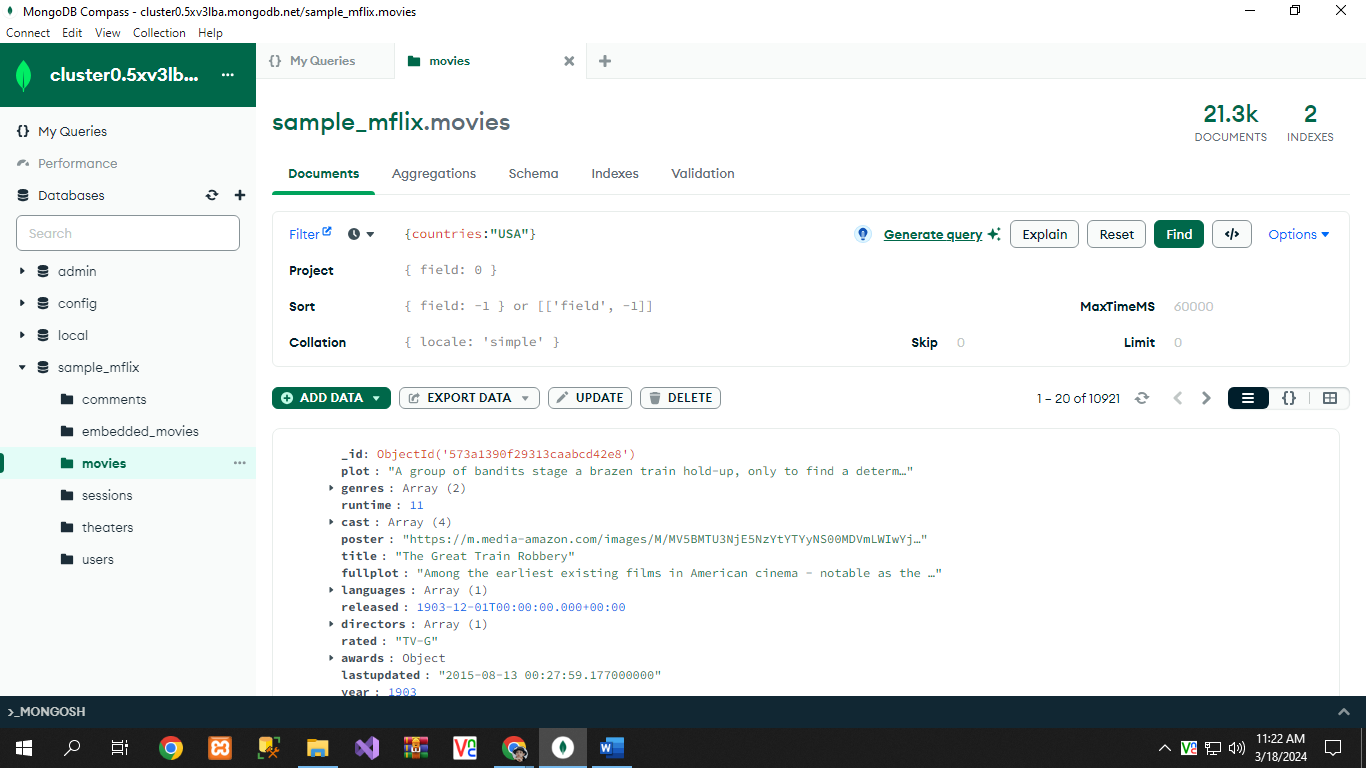 MongoDB Compass - cluster0.5xv3lba.mongodb.net/sample_mflix.movies
Connect Edit View Collection Help
cluster0.5xv3lb... ...
{} My Queries
movies
My Queries
Performance
Databases
Search
admin
config
local
sample_mflix
comments
embedded_movies
movies
sessions
theaters
users
sample_mflix.movies
21.3k
DOCUMENTS
2
INDEXES
Documents Aggregations Schema Indexes Validation
Filter {countries:"USA"} Generate query Explain Reset Find </> Options
Project { field: 0 }
Sort { field: -1 } or [['field', -1]] MaxTimeMS 60000
Collation { locale: 'simple' } Skip 0 Limit 0
ADD DATA EXPORT DATA UPDATE DELETE 1 – 20 of 10921 {}
_id: ObjectId('573a1390f29313caabcd42e8')
plot : "A group of bandits stage a brazen train hold-up, only to find a determ…"
genres : Array (2)
runtime : 11
cast : Array (4)
poster : "https://m.media-amazon.com/images/M/MV5BMTU3NjE5NzYtYTYyNS00MDVmLWIwYj…"
title : "The Great Train Robbery"
fullplot : "Among the earliest existing films in American cinema - notable as the …"
languages : Array (1)
released : 1903-12-01T00:00:00.000+00:00
directors : Array (1)
rated : "TV-G"
awards : Object
lastupdated : "2015-08-13 00:27:59.177000000"
year : 1903
>_MONGOSH
11:22 AM
3/18/2024